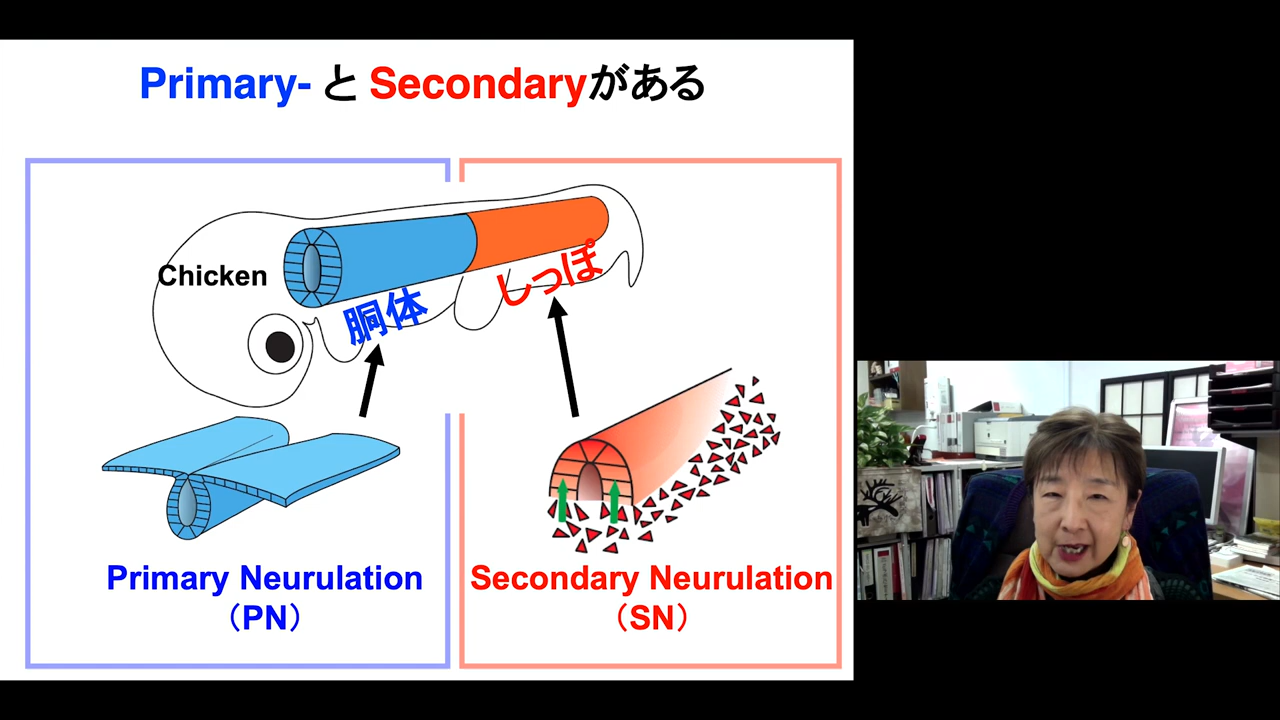 Primary- と Secondaryがある
Chicken
胴体
しっぽ
Primary Neurulation
（PN）
Secondary Neurulation
（SN）